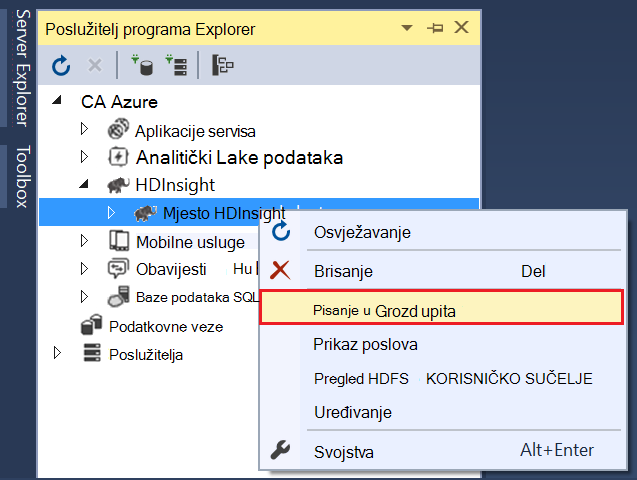 Server Explorer
Toolbox
Poslužitelj programa Explorer
CA Azure
Aplikacije servisa
Analitički Lake podataka
HDInsight
Mjesto HDInsight
Mobilne usluge
Obavijesti Hu
Baze podataka SQL
Podatkovne veze
Poslužitelja
Osvježavanje
Brisanje Del
Pisanje u Grozd upita
Prikaz poslova
Pregled HDFS KORISNIČKO SUČELJE
Uređivanje
Svojstva Alt+Enter